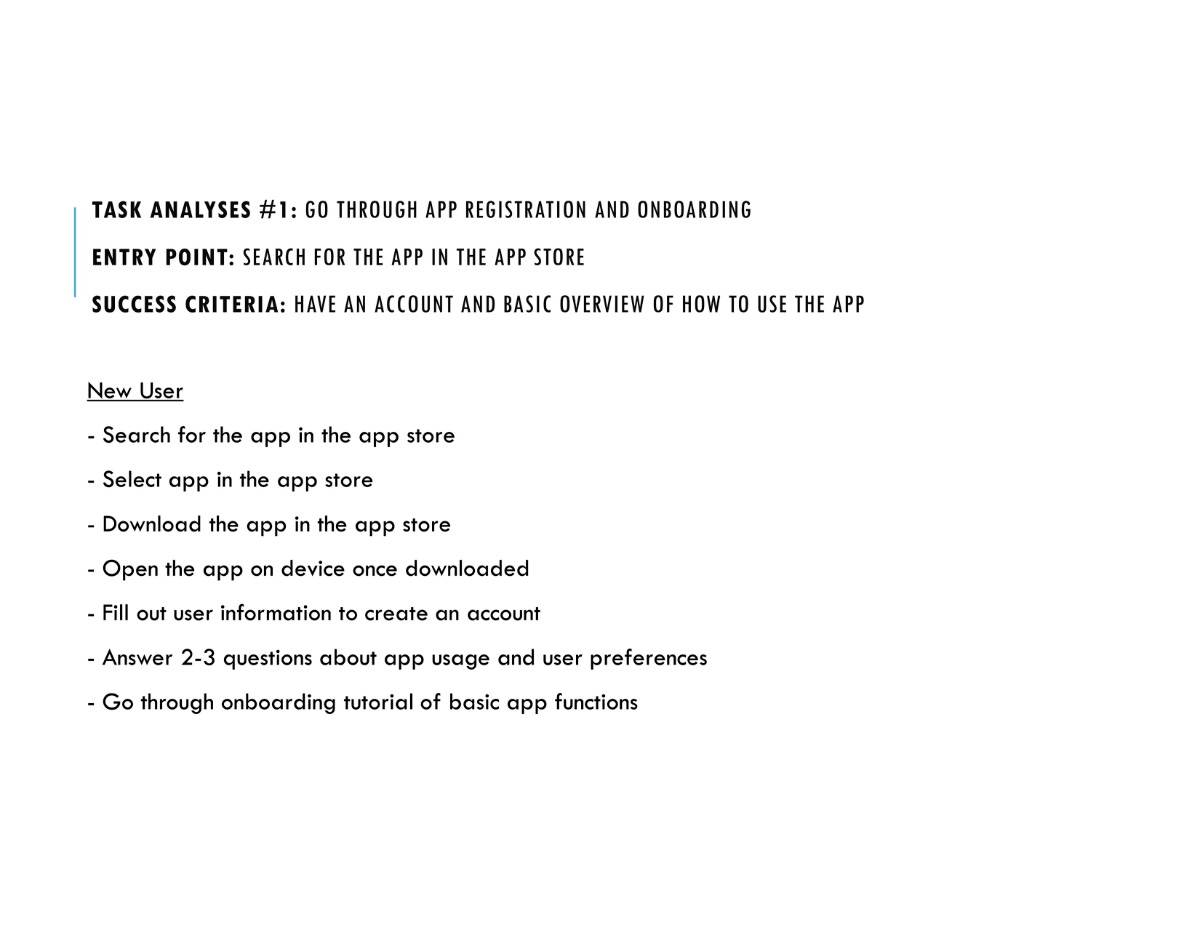 TASK ANALYSES #1: GO THROUGH APP REGISTRATION AND ONBOARDING
ENTRY POINT: SEARCH FOR THE APP IN THE APP STORE
SUCCESS CRITERIA: HAVE AN ACCOUNT AND BASIC OVERVIEW OF HOW TO USE THE APP
New User
- Search for the app in the app store
- Select app in the app store
- Download the app in the app store
- Open the app on device once downloaded
- Fill out user information to create an account
- Answer 2-3 questions about app usage and user preferences
- Go through onboarding tutorial of basic app functions